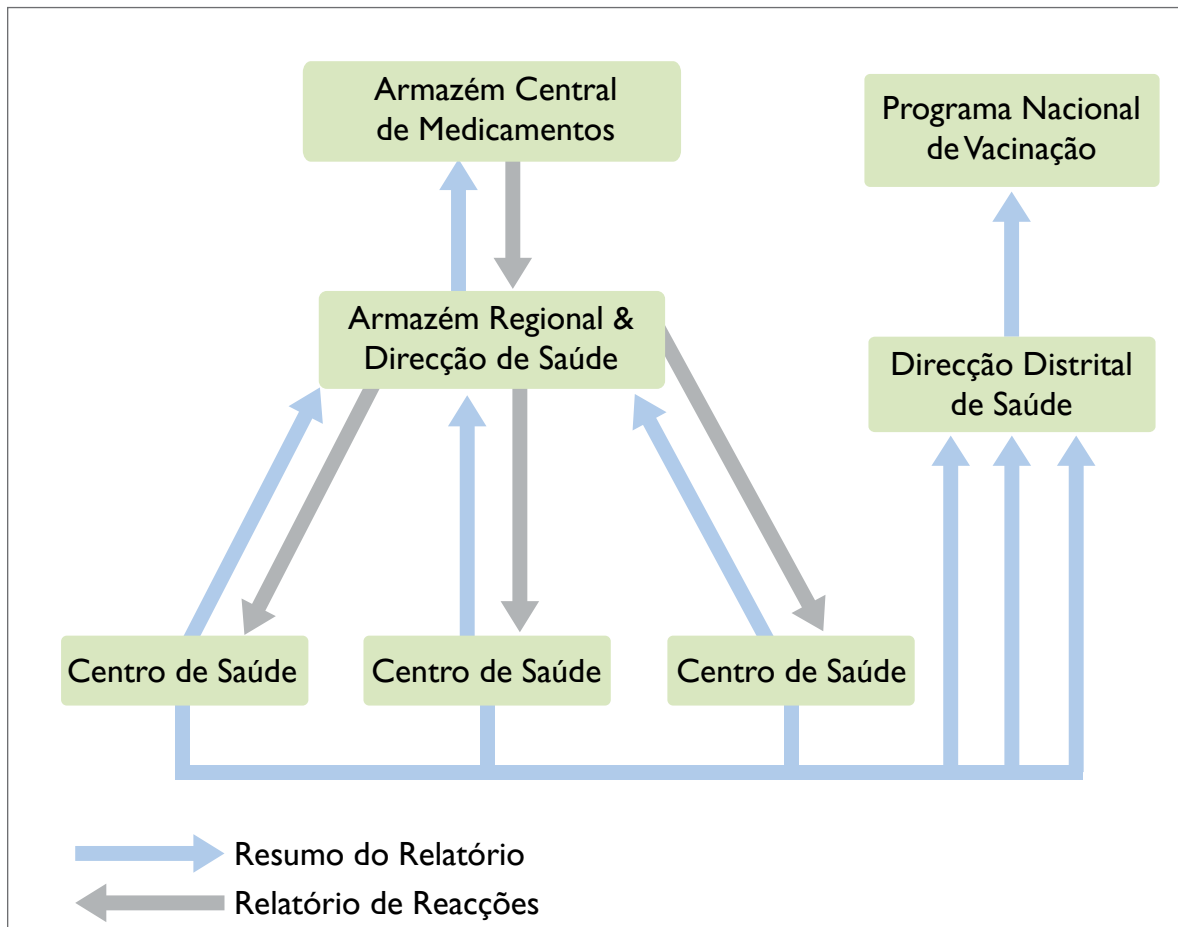 Armazém Central
de Medicamentos
Programa Nacional
de Vacinação
Armazém Regional &
Direcção de Saúde
Direcção Distrital
de Saúde
Centro de Saúde
Centro de Saúde
Centro de Saúde
Resumo do Relatório
Relatório de Reacções